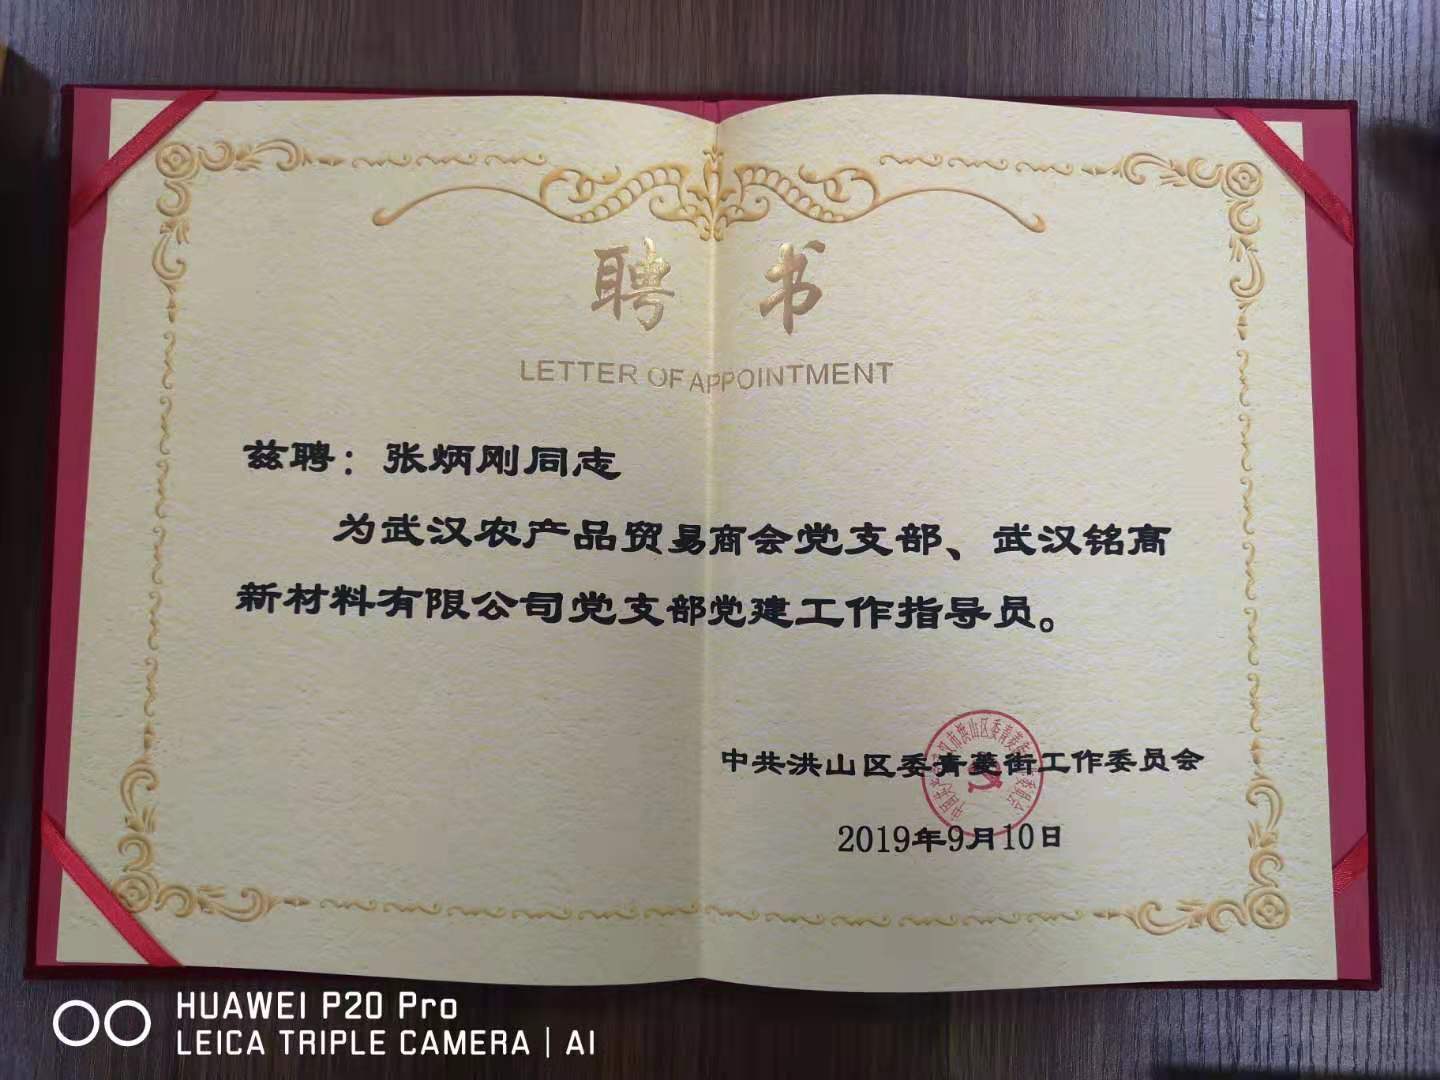 聘书
LETTER OF APPOINTMENT
兹聘：张炳刚同志
为武汉农产品贸易商会党支部、武汉铭高
新材料有限公司党支部党建工作指导员。
中共洪山区委青菱街工作委员会
2019年9月10日
HUAWEI P20 Pro
LEICA TRIPLE CAMERA | AI